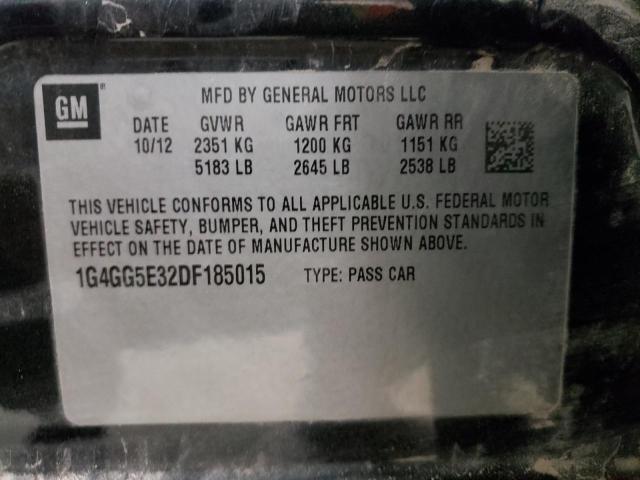 GM
MFD BY GENERAL MOTORS LLC
DATE GVWR GAWR FRT GAWR RR
10/12 2351 KG 1200 KG 1151 KG
5183 LB 2645 LB 2538 LB
THIS VEHICLE CONFORMS TO ALL APPLICABLE U.S. FEDERAL MOTOR
VEHICLE SAFETY, BUMPER, AND THEFT PREVENTION STANDARDS IN
EFFECT ON THE DATE OF MANUFACTURE SHOWN ABOVE.
1G4GG5E32DF185015 TYPE: PASS CAR